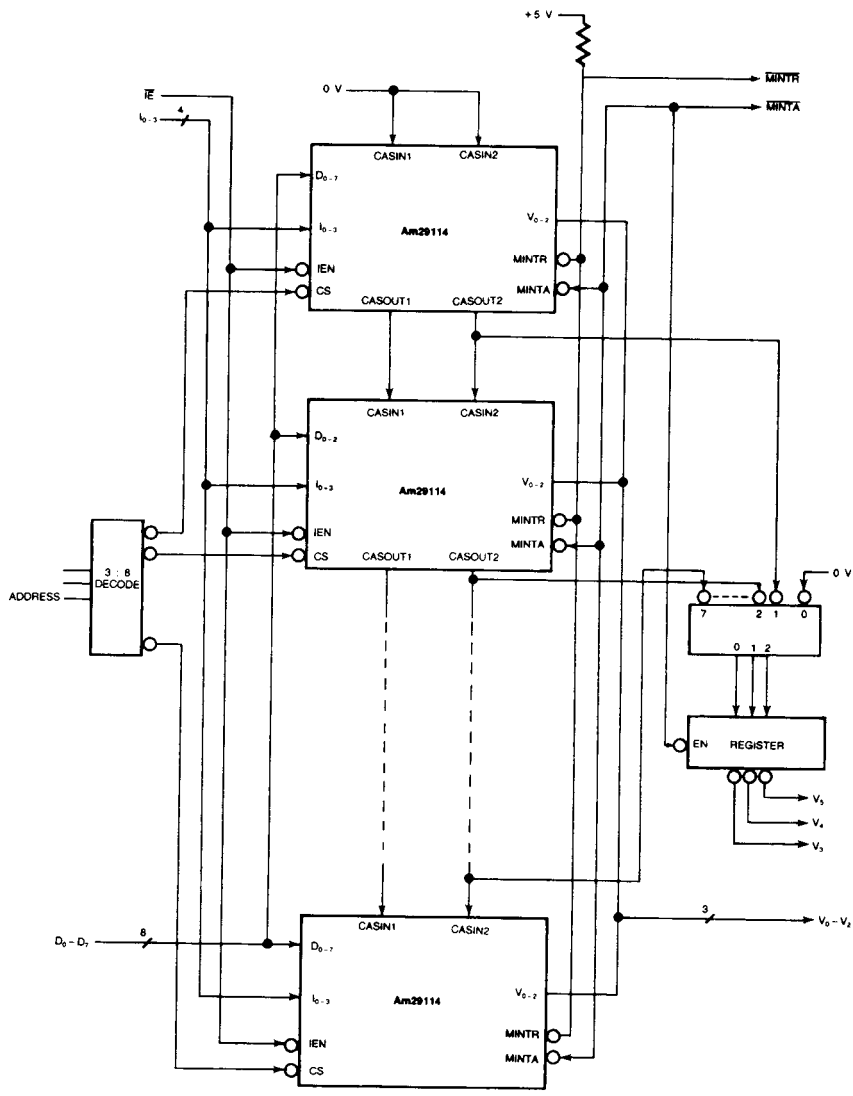 +5 V
MINTR
MINTA
IE
I0-3
4
0 V
CASIN1 CASIN2
D0-7
I0-3
Am29114
V0-2
IEN
CS
MINTR
MINTA
CASOUT1 CASOUT2
CASIN1 CASIN2
D0-2
I0-3
Am29114
V0-2
IEN
CS
MINTR
MINTA
CASOUT1 CASOUT2
3 : 8
DECODE
ADDRESS
0 V
7 2 1 0
0 1 2
EN REGISTER
V5
V4
V3
3
V0-V2
D0-D7
8
CASIN1 CASIN2
D0-7
I0-3
Am29114
V0-2
IEN
CS
MINTR
MINTA